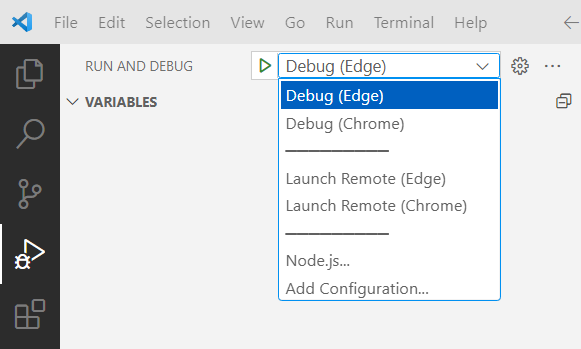 File Edit Selection View Go Run Terminal Help
RUN AND DEBUG
Debug (Edge)
VARIABLES
Debug (Edge)
Debug (Chrome)
Launch Remote (Edge)
Launch Remote (Chrome)
Node.js...
Add Configuration...